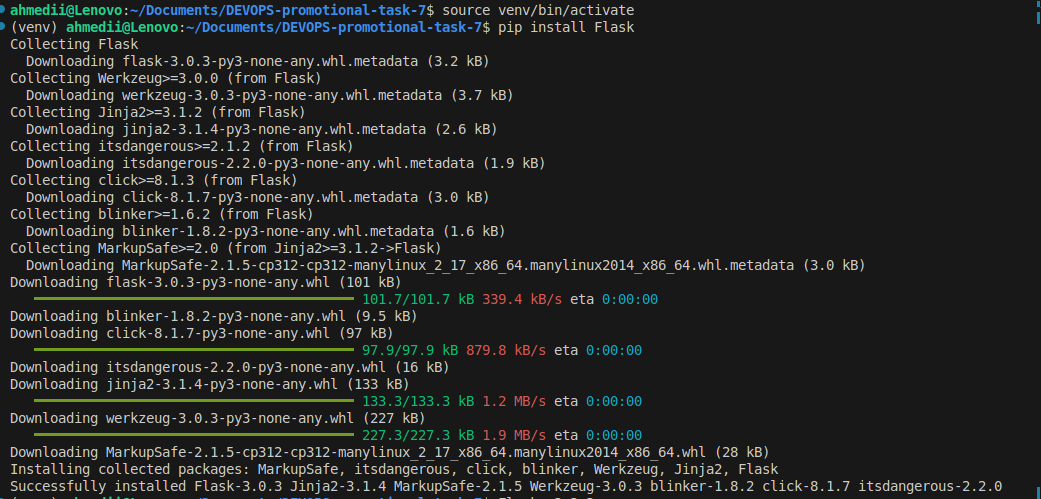 ahmedii@Lenovo:~/Documents/DEVOPS-promotional-task-7$ source venv/bin/activate
(venv) ahmedii@Lenovo:~/Documents/DEVOPS-promotional-task-7$ pip install Flask
Collecting Flask
  Downloading flask-3.0.3-py3-none-any.whl.metadata (3.2 kB)
Collecting Werkzeug>=3.0.0 (from Flask)
  Downloading werkzeug-3.0.3-py3-none-any.whl.metadata (3.7 kB)
Collecting Jinja2>=3.1.2 (from Flask)
  Downloading jinja2-3.1.4-py3-none-any.whl.metadata (2.6 kB)
Collecting itsdangerous>=2.1.2 (from Flask)
  Downloading itsdangerous-2.2.0-py3-none-any.whl.metadata (1.9 kB)
Collecting click>=8.1.3 (from Flask)
  Downloading click-8.1.7-py3-none-any.whl.metadata (3.0 kB)
Collecting blinker>=1.6.2 (from Flask)
  Downloading blinker-1.8.2-py3-none-any.whl.metadata (1.6 kB)
Collecting MarkupSafe>=2.0 (from Jinja2>=3.1.2->Flask)
  Downloading MarkupSafe-2.1.5-cp312-cp312-manylinux_2_17_x86_64.manylinux2014_x86_64.whl.metadata (3.0 kB)
Downloading flask-3.0.3-py3-none-any.whl (101 kB)
101.7/101.7 kB 339.4 kB/s eta 0:00:00
Downloading blinker-1.8.2-py3-none-any.whl (9.5 kB)
Downloading click-8.1.7-py3-none-any.whl (97 kB)
97.9/97.9 kB 879.8 kB/s eta 0:00:00
Downloading itsdangerous-2.2.0-py3-none-any.whl (16 kB)
Downloading jinja2-3.1.4-py3-none-any.whl (133 kB)
133.3/133.3 kB 1.2 MB/s eta 0:00:00
Downloading werkzeug-3.0.3-py3-none-any.whl (227 kB)
227.3/227.3 kB 1.9 MB/s eta 0:00:00
Downloading MarkupSafe-2.1.5-cp312-cp312-manylinux_2_17_x86_64.manylinux2014_x86_64.whl (28 kB)
Installing collected packages: MarkupSafe, itsdangerous, click, blinker, Werkzeug, Jinja2, Flask
Successfully installed Flask-3.0.3 Jinja2-3.1.4 MarkupSafe-2.1.5 Werkzeug-3.0.3 blinker-1.8.2 click-8.1.7 itsdangerous-2.2.0